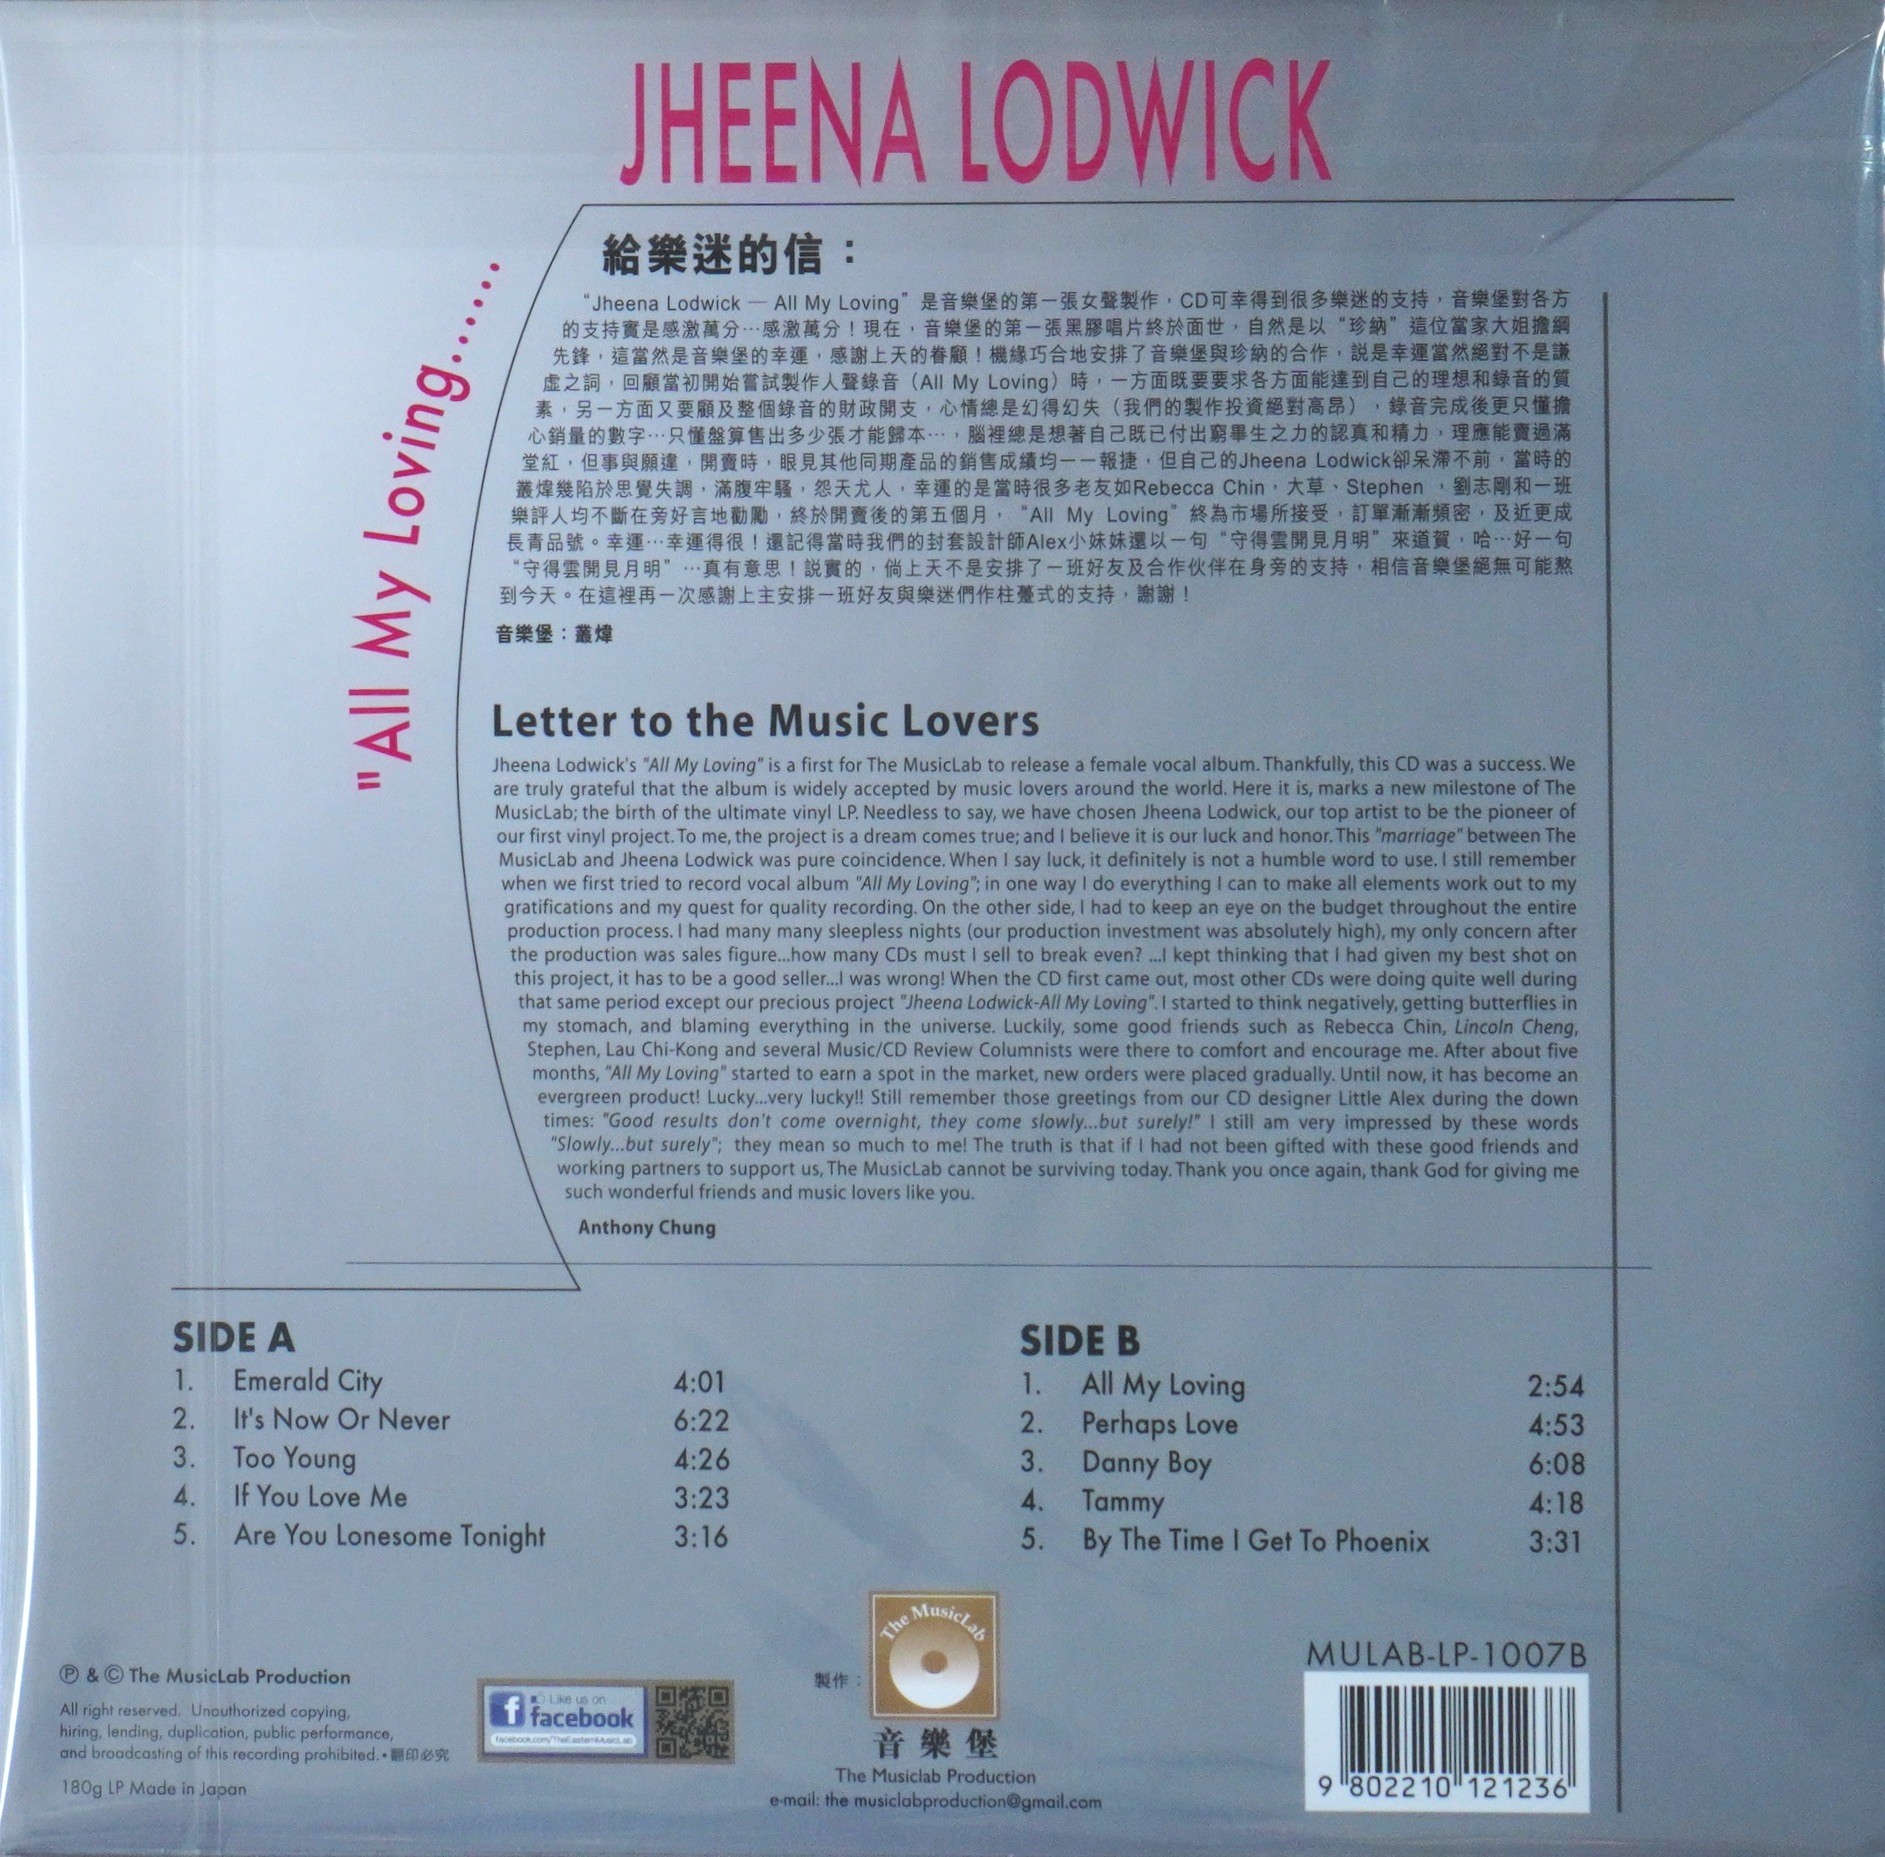 JHEENA LODWICK
"All My Loving......
給樂迷的信：
“Jheena Lodwick — All My Loving”是音樂堡的第一張女聲製作，CD可幸得到很多樂迷的支持，音樂堡對各方
的支持實是感激萬分…感激萬分！現在，音樂堡的第一張黑膠唱片終於面世，自然是以“珍納”這位當家大姐擔綱
先鋒，這當然是音樂堡的幸運，感謝上天的眷顧！機緣巧合地安排了音樂堡與珍納的合作，説是幸運當然絕對不是謙
虛之詞，回顧當初開始嘗試製作人聲錄音（All My Loving）時，一方面既要要求各方面能達到自己的理想和錄音的質
素，另一方面又要顧及整個錄音的財政開支，心情總是幻得幻失（我們的製作投資絕對高昂），錄音完成後更只懂擔
心銷量的數字…只懂盤算售出多少張才能歸本…，腦裡總是想著自己既已付出窮畢生之力的認真和精力，理應能賣過滿
堂紅，但事與願違，開賣時，眼見其他同期產品的銷售成績均一一報捷，但自己的Jheena Lodwick卻呆滯不前，當時的
叢煒幾陷於思覺失調，滿腹牢騷，怨天尤人，幸運的是當時很多老友如Rebecca Chin，大草、Stephen ，劉志剛和一班
樂評人均不斷在旁好言地勸勵，終於開賣後的第五個月，“All My Loving”終為市場所接受，訂單漸漸頻密，及近更成
長青品號。幸運…幸運得很！還記得當時我們的封套設計師Alex小妹妹還以一句“守得雲開見月明”來道賀，哈…好一句
“守得雲開見月明”…真有意思！説實的，倘上天不是安排了一班好友及合作伙伴在身旁的支持，相信音樂堡絕無可能熬
到今天。在這裡再一次感謝上主安排一班好友與樂迷們作柱躉式的支持，謝謝！
音樂堡：叢煒
Letter to the Music Lovers
Jheena Lodwick's "All My Loving" is a first for The MusicLab to release a female vocal album. Thankfully, this CD was a success. We
are truly grateful that the album is widely accepted by music lovers around the world. Here it is, marks a new milestone of The
MusicLab; the birth of the ultimate vinyl LP. Needless to say, we have chosen Jheena Lodwick, our top artist to be the pioneer of
our first vinyl project. To me, the project is a dream comes true; and I believe it is our luck and honor. This "marriage" between The
MusicLab and Jheena Lodwick was pure coincidence. When I say luck, it definitely is not a humble word to use. I still remember
when we first tried to record vocal album "All My Loving"; in one way I do everything I can to make all elements work out to my
gratifications and my quest for quality recording. On the other side, I had to keep an eye on the budget throughout the entire
production process. I had many many sleepless nights (our production investment was absolutely high), my only concern after
the production was sales figure...how many CDs must I sell to break even? ...I kept thinking that I had given my best shot on
this project, it has to be a good seller...I was wrong! When the CD first came out, most other CDs were doing quite well during
that same period except our precious project "Jheena Lodwick-All My Loving". I started to think negatively, getting butterflies in
my stomach, and blaming everything in the universe. Luckily, some good friends such as Rebecca Chin, Lincoln Cheng,
Stephen, Lau Chi-Kong and several Music/CD Review Columnists were there to comfort and encourage me. After about five
months, "All My Loving" started to earn a spot in the market, new orders were placed gradually. Until now, it has become an
evergreen product! Lucky...very lucky!! Still remember those greetings from our CD designer Little Alex during the down
times: "Good results don't come overnight, they come slowly...but surely!" I still am very impressed by these words
"Slowly...but surely"; they mean so much to me! The truth is that if I had not been gifted with these good friends and
working partners to support us, The MusicLab cannot be surviving today. Thank you once again, thank God for giving me
such wonderful friends and music lovers like you.
Anthony Chung
SIDE A
1. Emerald City 4:01
2. It's Now Or Never 6:22
3. Too Young 4:26
4. If You Love Me 3:23
5. Are You Lonesome Tonight 3:16
SIDE B
1. All My Loving 2:54
2. Perhaps Love 4:53
3. Danny Boy 6:08
4. Tammy 4:18
5. By The Time I Get To Phoenix 3:31
Ⓟ & © The MusicLab Production
All right reserved. Unauthorized copying,
hiring, lending, duplication, public performance,
and broadcasting of this recording prohibited. • 翻印必究
180g LP Made in Japan
Like us on
facebook
facebook.com/TheEasternMusicLab
製作：
The MusicLab
音樂堡
The Musiclab Production
e-mail: the musiclabproduction@gmail.com
MULAB-LP-1007B
9 802210 121236